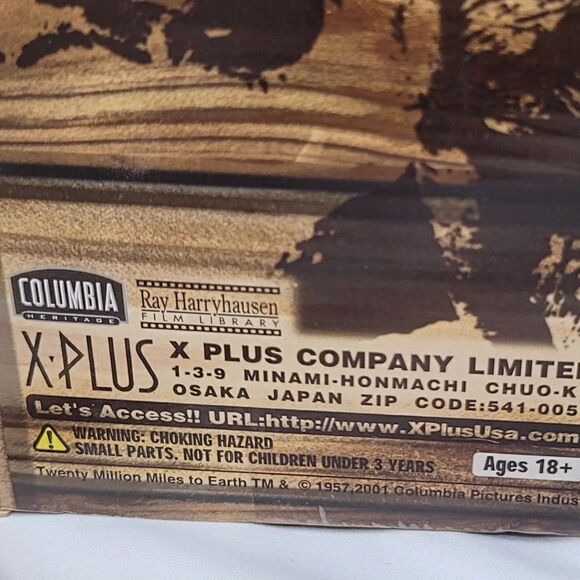 COLUMBIA
HERITAGE
Ray Harryhausen
FILM LIBRARY
X·PLUS
X PLUS COMPANY LIMITE
1-3-9 MINAMI-HONMACHI CHUO-K
OSAKA JAPAN ZIP CODE:541-005
Let's Access!! URL:http://www.XPlusUsa.com
WARNING: CHOKING HAZARD
SMALL PARTS. NOT FOR CHILDREN UNDER 3 YEARS
Ages 18+
Twenty Million Miles to Earth TM & © 1957,2001 Columbia Pictures Indus